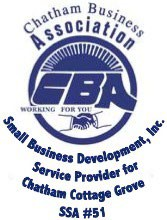 Chatham Business
Association
CBA
WORKING FOR YOU
Small Business Development, Inc.
Service Provider for
Chatham Cottage Grove
SSA #51